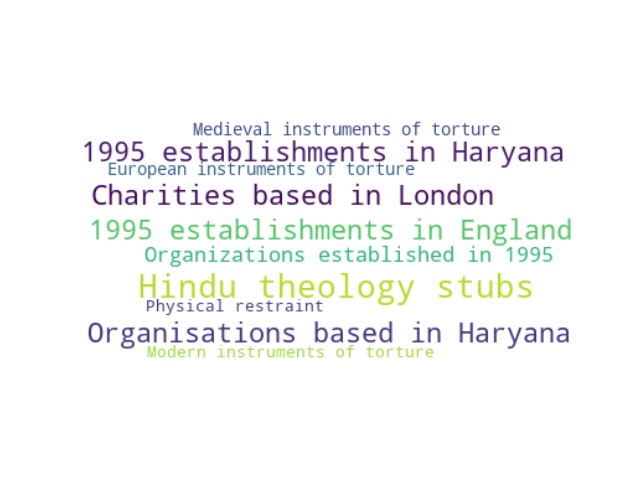 Medieval instruments of torture
1995 establishments in Haryana
European instruments of torture
Charities based in London
1995 establishments in England
Organizations established in 1995
Hindu theology stubs
Physical restraint
Organisations based in Haryana
Modern instruments of torture